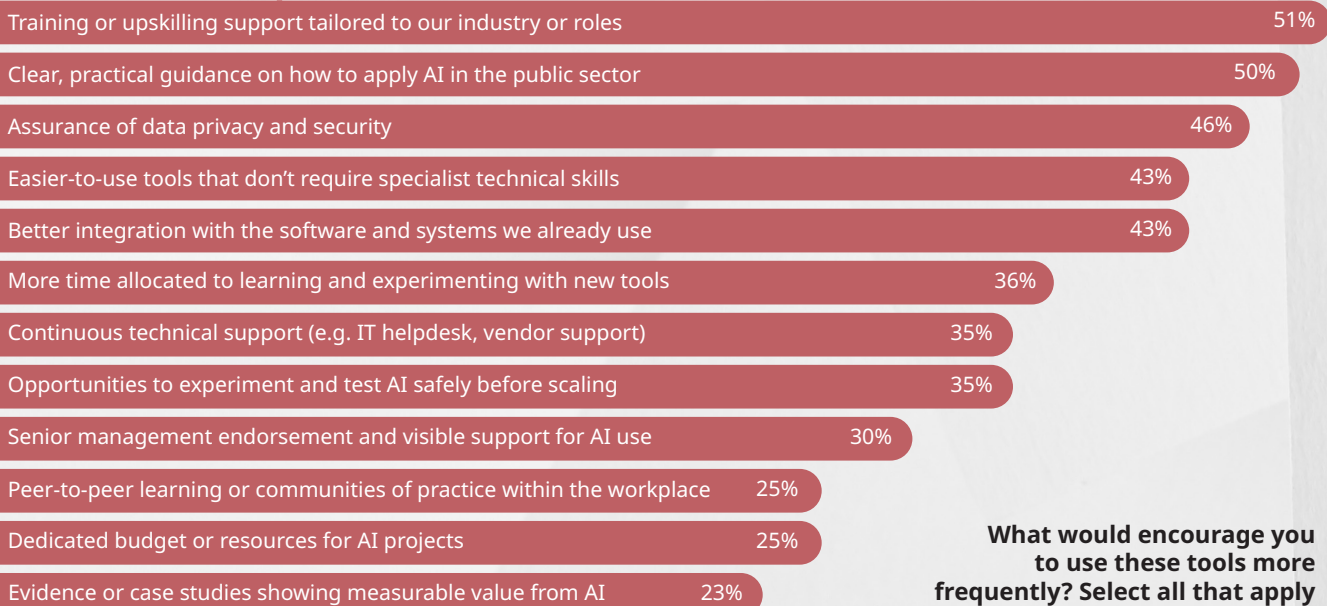 Training or upskilling support tailored to our industry or roles 51%
Clear, practical guidance on how to apply AI in the public sector 50%
Assurance of data privacy and security 46%
Easier-to-use tools that don’t require specialist technical skills 43%
Better integration with the software and systems we already use 43%
More time allocated to learning and experimenting with new tools 36%
Continuous technical support (e.g. IT helpdesk, vendor support) 35%
Opportunities to experiment and test AI safely before scaling 35%
Senior management endorsement and visible support for AI use 30%
Peer-to-peer learning or communities of practice within the workplace 25%
Dedicated budget or resources for AI projects 25%
Evidence or case studies showing measurable value from AI 23%
What would encourage you
to use these tools more
frequently? Select all that apply